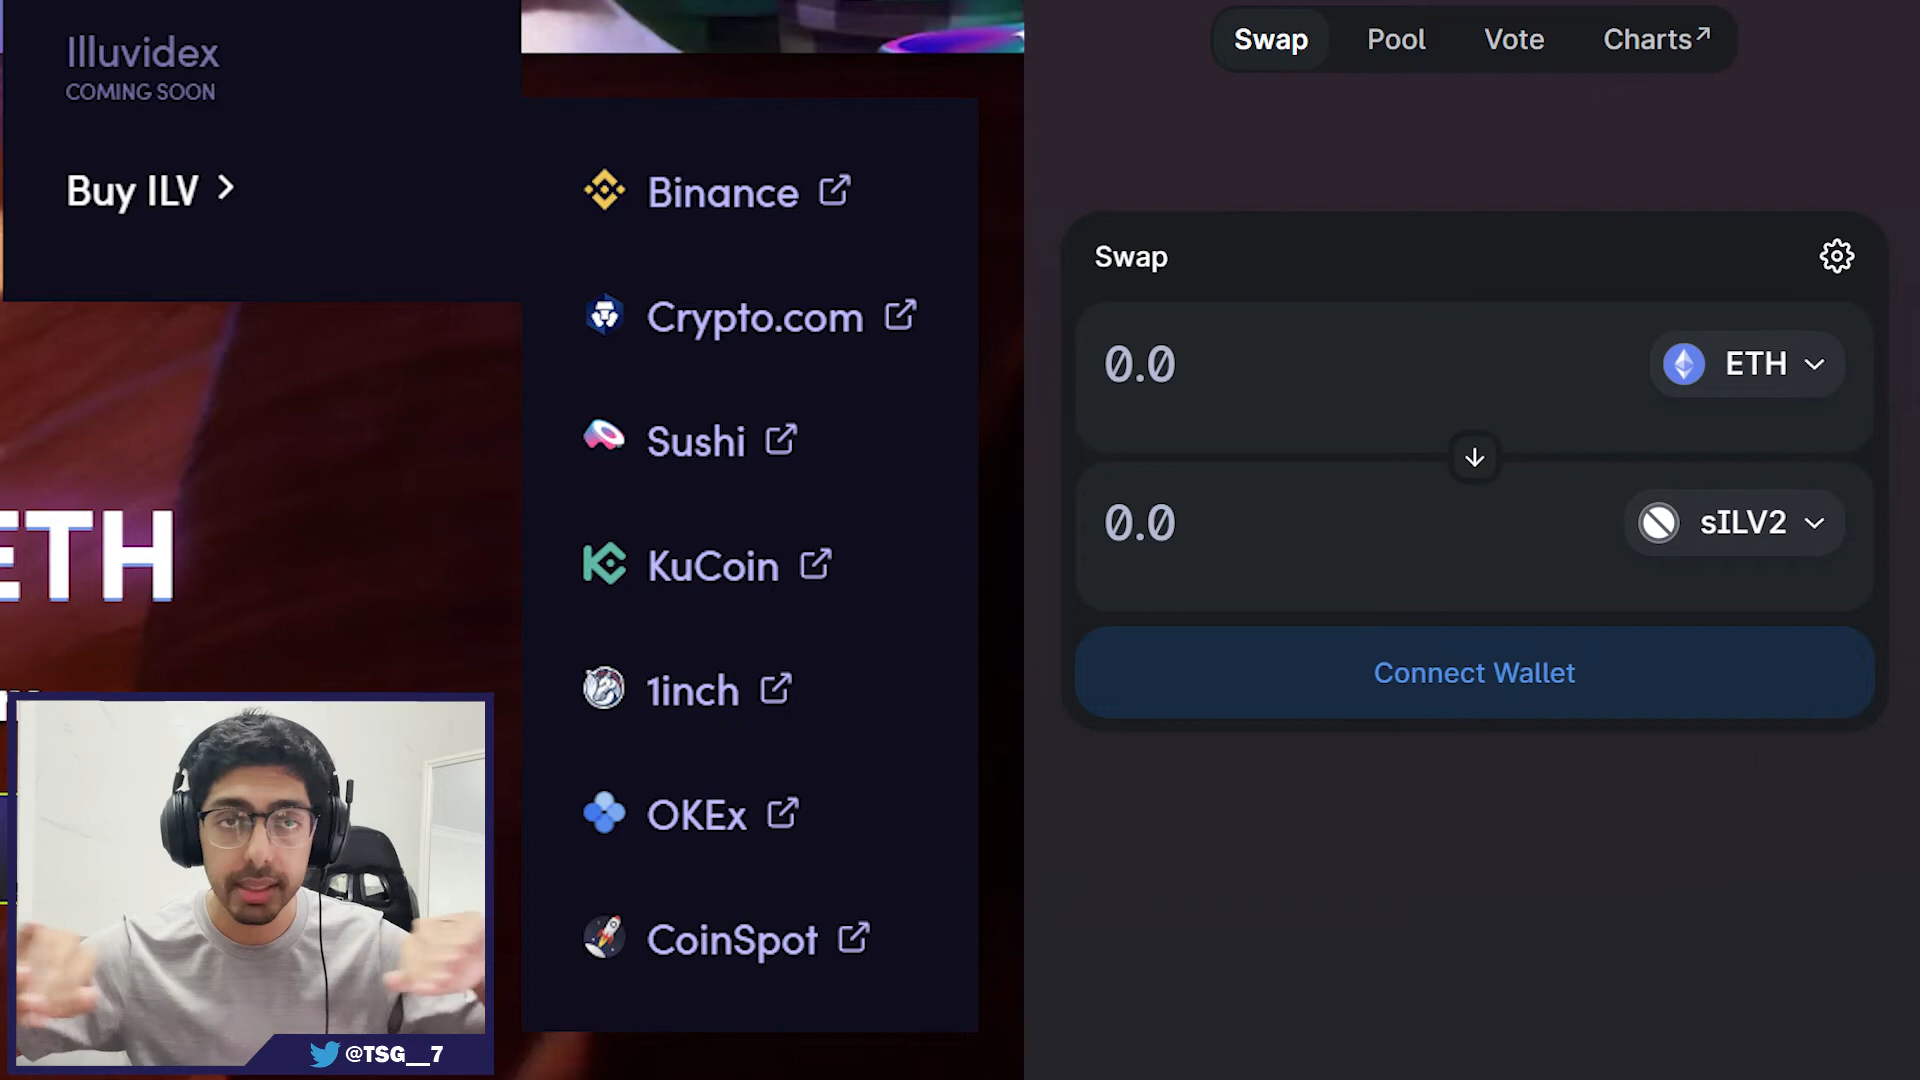 Illuvidex
COMING SOON
Buy ILV
ETH
Binance
Crypto.com
Sushi
KuCoin
1inch
OKEx
CoinSpot
Swap Pool Vote Charts
Swap
0.0 ETH
0.0 sILV2
Connect Wallet
@TSG__7